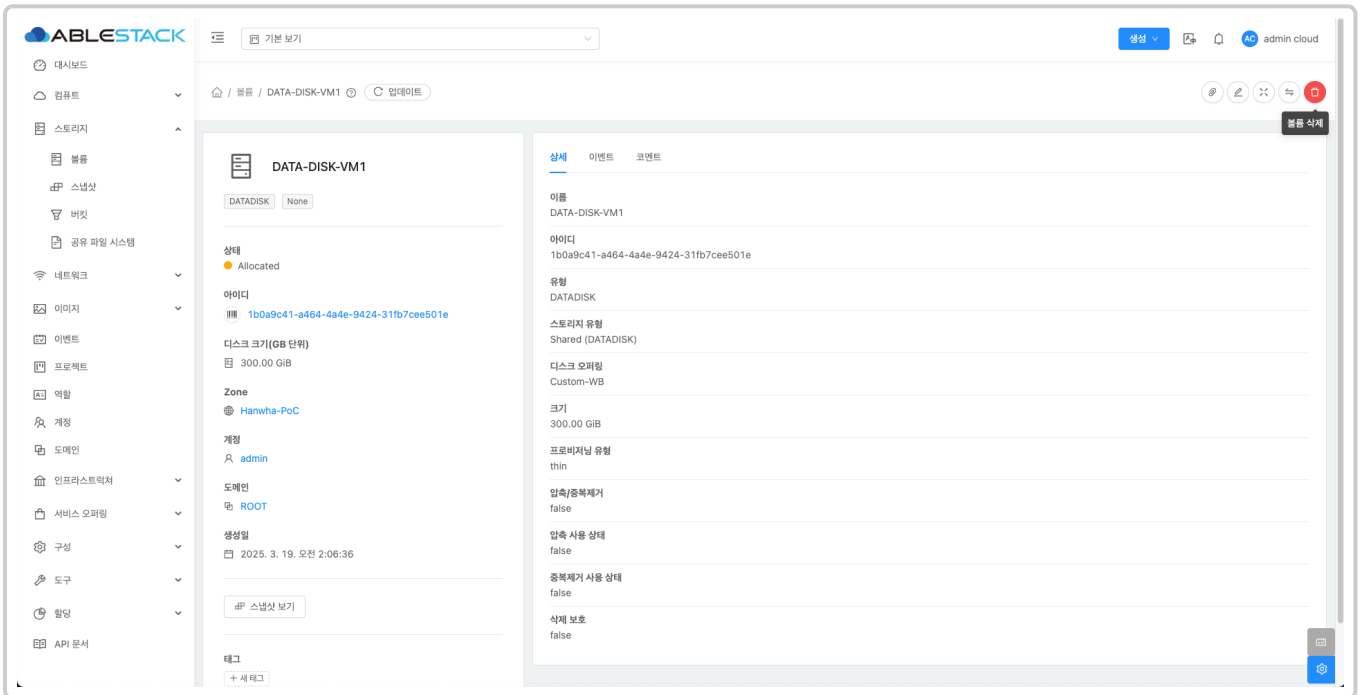 ABLESTACK
기본 보기
생성
AC
admin cloud
대시보드
컴퓨트
스토리지
볼륨
스냅샷
버킷
공유 파일 시스템
네트워크
이미지
이벤트
프로젝트
역할
계정
도메인
인프라스트럭쳐
서비스 오퍼링
구성
도구
할당
API 문서
/ 볼륨 / DATA-DISK-VM1
업데이트
볼륨 삭제
DATA-DISK-VM1
DATADISK
None
상태
Allocated
아이디
1b0a9c41-a464-4a4e-9424-31fb7cee501e
디스크 크기(GB 단위)
300.00 GiB
Zone
Hanwha-PoC
계정
admin
도메인
ROOT
생성일
2025. 3. 19. 오전 2:06:36
스냅샷 보기
태그
+ 새 태그
상세
이벤트
코멘트
이름
DATA-DISK-VM1
아이디
1b0a9c41-a464-4a4e-9424-31fb7cee501e
유형
DATADISK
스토리지 유형
Shared (DATADISK)
디스크 오퍼링
Custom-WB
크기
300.00 GiB
프로비저닝 유형
thin
압축/중복제거
false
압축 사용 상태
false
중복제거 사용 상태
false
삭제 보호
false